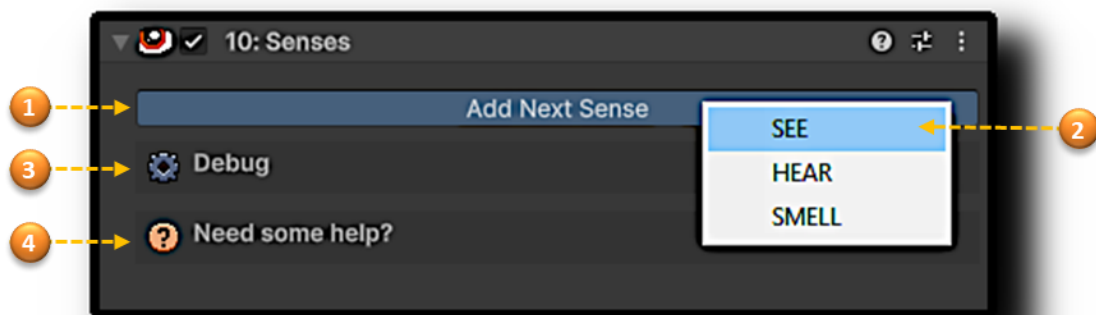 10: Senses
?
1
Add Next Sense
SEE
2
3
Debug
HEAR
SMELL
4
?
Need some help?